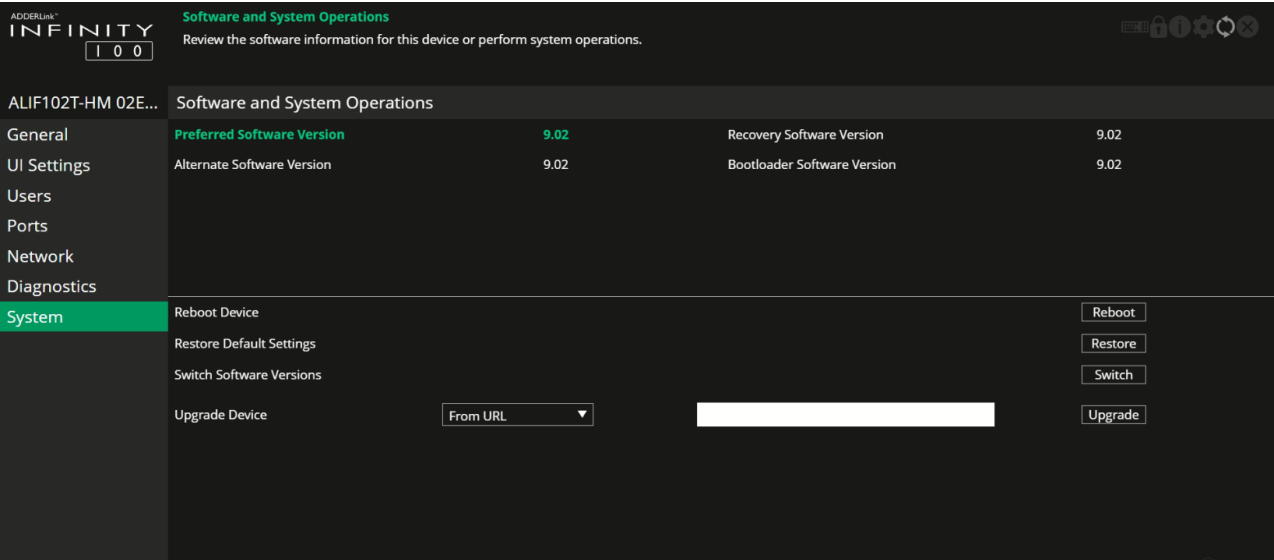 ADDERLink™
INFINITY
100
Software and System Operations
Review the software information for this device or perform system operations.
ALIF102T-HM 02E...
Software and System Operations
General
UI Settings
Users
Ports
Network
Diagnostics
System
Preferred Software Version 9.02 Recovery Software Version 9.02
Alternate Software Version 9.02 Bootloader Software Version 9.02
Reboot Device Reboot
Restore Default Settings Restore
Switch Software Versions Switch
Upgrade Device From URL Upgrade